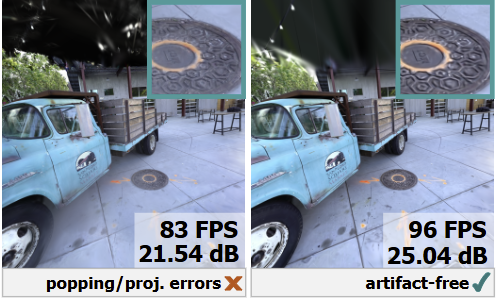 83 FPS
21.54 dB
popping/proj. errors
96 FPS
25.04 dB
artifact-free